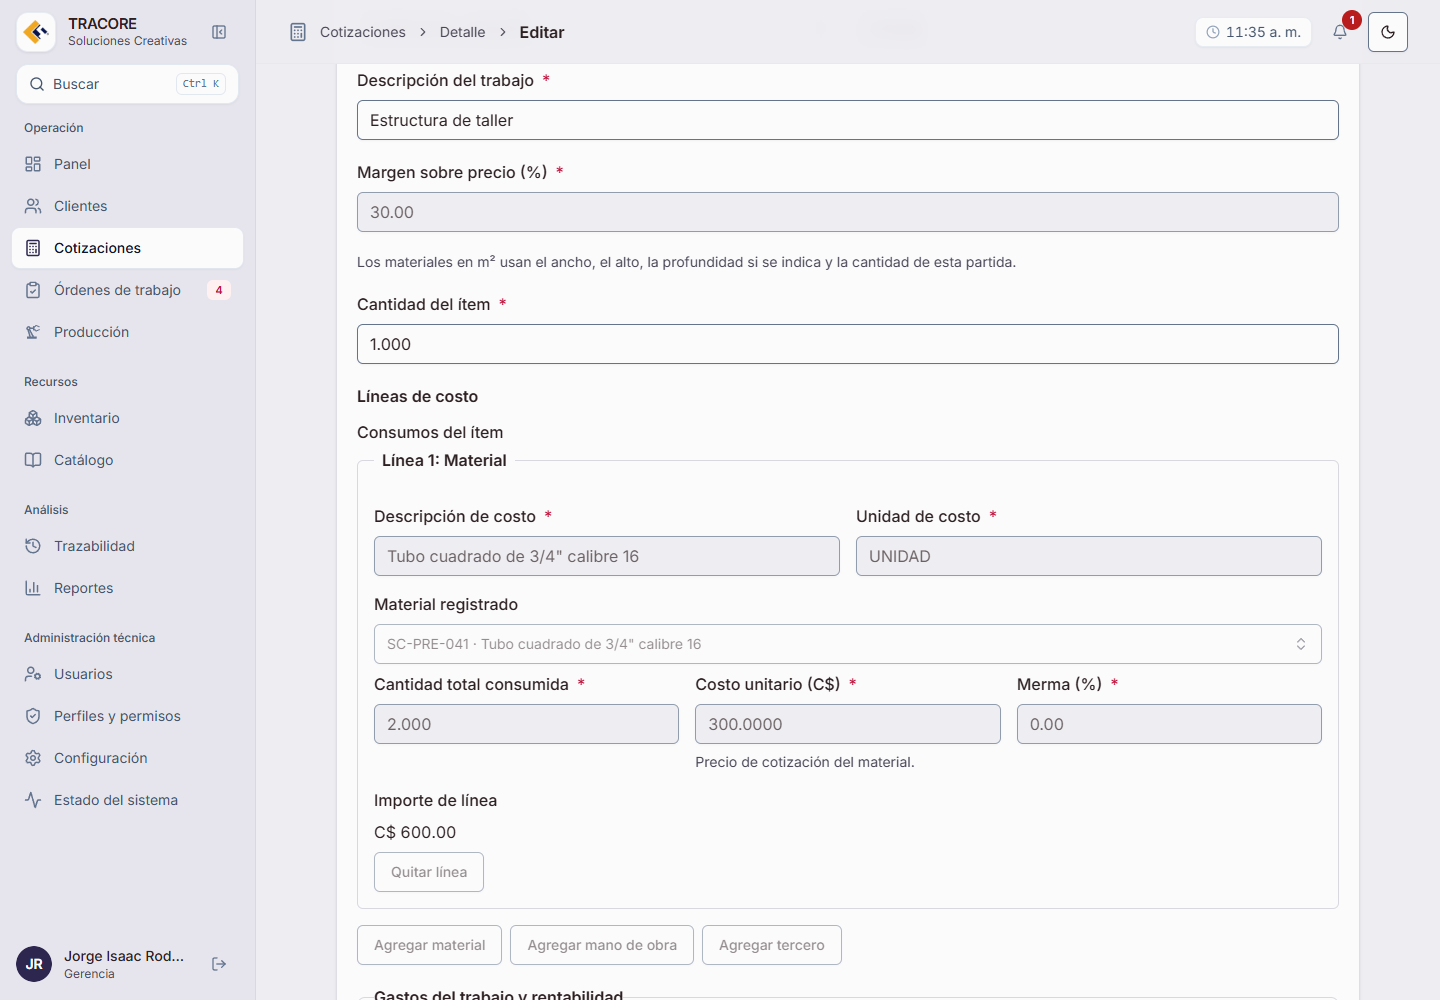 TRACORE
Soluciones Creativas
Buscar
Ctrl K
Operación
Panel
Clientes
Cotizaciones
Órdenes de trabajo
4
Producción
Recursos
Inventario
Catálogo
Análisis
Trazabilidad
Reportes
Administración técnica
Usuarios
Perfiles y permisos
Configuración
Estado del sistema
JR
Jorge Isaac Rod...
Gerencia
Cotizaciones > Detalle > Editar
11:35 a. m.
1
Descripción del trabajo *
Estructura de taller
Margen sobre precio (%) *
30.00
Los materiales en m² usan el ancho, el alto, la profundidad si se indica y la cantidad de esta partida.
Cantidad del ítem *
1.000
Líneas de costo
Consumos del ítem
Línea 1: Material
Descripción de costo *
Unidad de costo *
Tubo cuadrado de 3/4" calibre 16
UNIDAD
Material registrado
SC-PRE-041 · Tubo cuadrado de 3/4" calibre 16
Cantidad total consumida *
Costo unitario (C$) *
Merma (%) *
2.000
300.0000
0.00
Precio de cotización del material.
Importe de línea
C$ 600.00
Quitar línea
Agregar material
Agregar mano de obra
Agregar tercero
Gastos del trabajo y rentabilidad